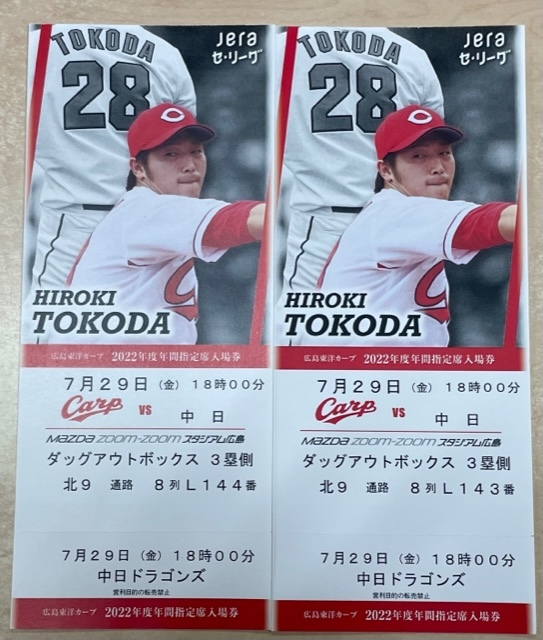 TOKODA
28
Jera
セ・リーグ
HIROKI
TOKODA
広島東洋カープ 2022年度年間指定席入場券
7月29日(金) 18時00分
Carp vs 中日
MAZDA ZOOM-ZOOM スタジアム広島
ダッグアウトボックス 3塁側
北9 通路 8列L144番
7月29日(金) 18時00分
中日ドラゴンズ
営利目的の転売禁止
広島東洋カープ 2022年度年間指定席入場券
TOKODA
28
Jera
セ・リーグ
HIROKI
TOKODA
広島東洋カープ 2022年度年間指定席入場券
7月29日(金) 18時00分
Carp vs 中日
MAZDA ZOOM-ZOOM スタジアム広島
ダッグアウトボックス 3塁側
北9 通路 8列L143番
7月29日(金) 18時00分
中日ドラゴンズ
営利目的の転売禁止
広島東洋カープ 2022年度年間指定席入場券